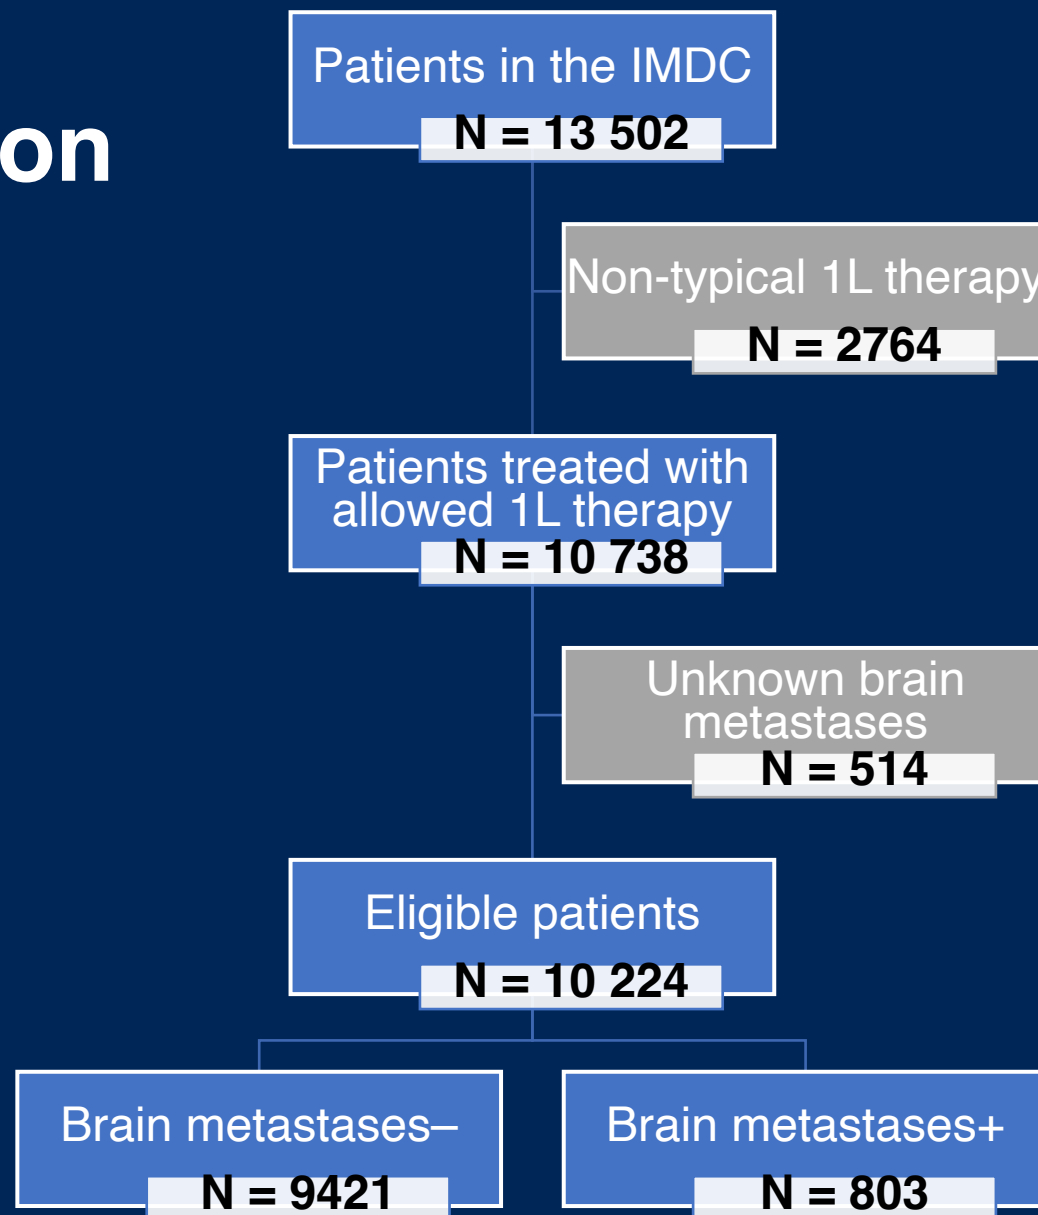 on
Patients in the IMDC
N = 13 502
Non-typical 1L therapy
N = 2764
Patients treated with
allowed 1L therapy
N = 10 738
Unknown brain
metastases
N = 514
Eligible patients
N = 10 224
Brain metastases–
N = 9421
Brain metastases+
N = 803